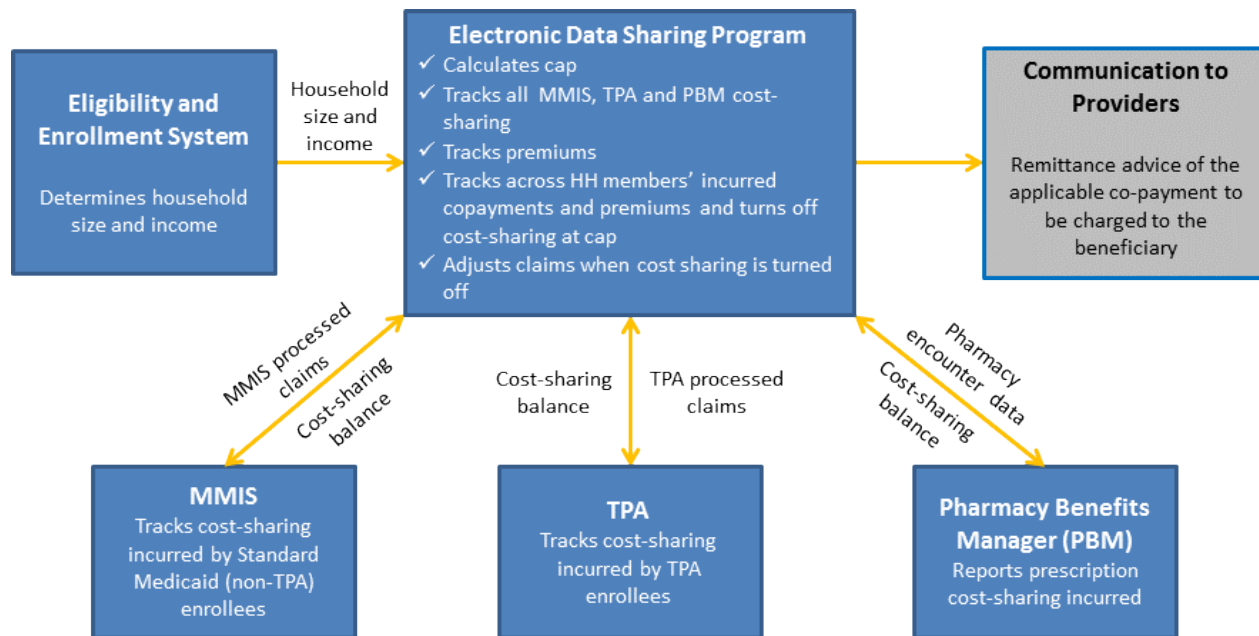 Eligibility and
Enrollment System
Determines household
size and income
Household
size and
income
Electronic Data Sharing Program
✓ Calculates cap
✓ Tracks all MMIS, TPA and PBM cost-
sharing
✓ Tracks premiums
✓ Tracks across HH members’ incurred
copayments and premiums and turns off
cost-sharing at cap
✓ Adjusts claims when cost sharing is turned
off
Communication to
Providers
Remittance advice of the
applicable co-payment to
be charged to the
beneficiary
MMIS processed
claims
Cost-sharing
balance
Cost-sharing
balance
TPA processed
claims
Pharmacy
encounter data
Cost-sharing
balance
MMIS
Tracks cost-sharing
incurred by Standard
Medicaid (non-TPA)
enrollees
TPA
Tracks cost-sharing
incurred by TPA
enrollees
Pharmacy Benefits
Manager (PBM)
Reports prescription
cost-sharing incurred